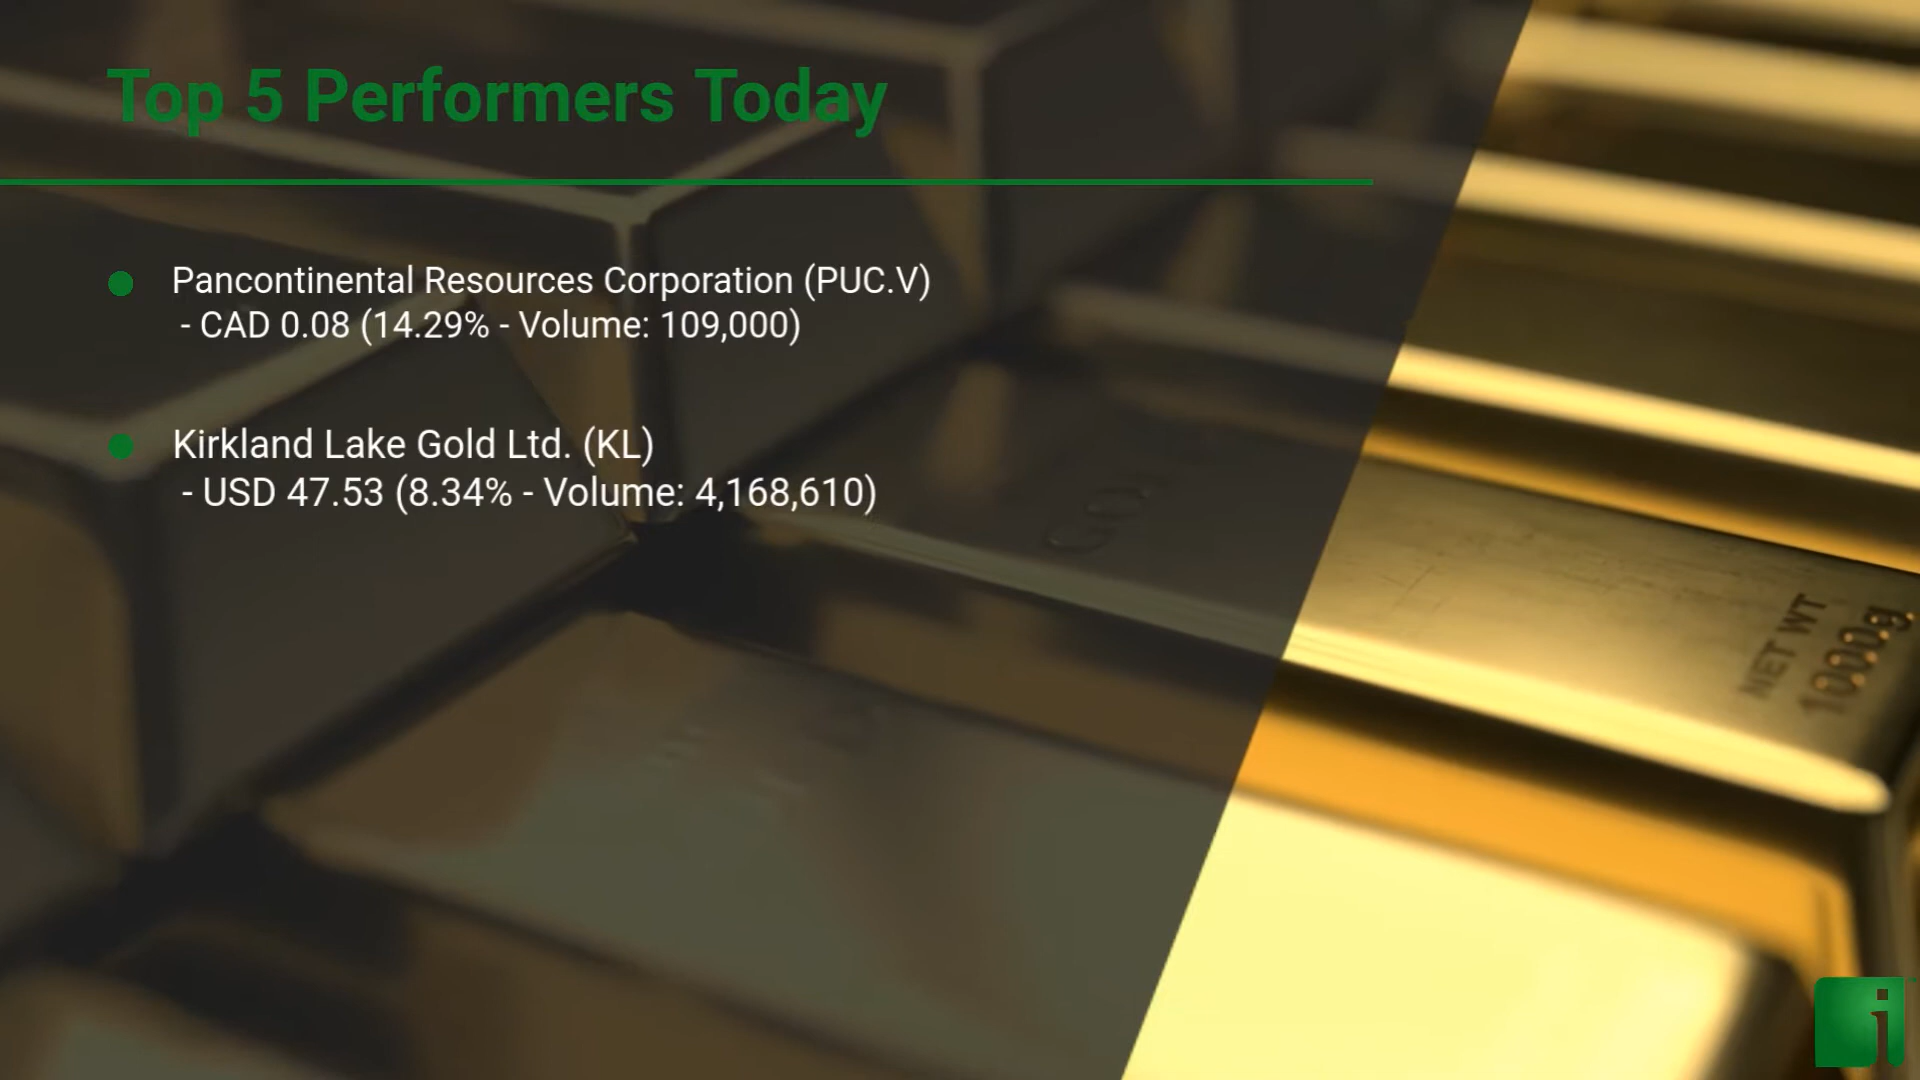 Top 5 Performers Today
Pancontinental Resources Corporation (PUC.V)
- CAD 0.08 (14.29% - Volume: 109,000)
Kirkland Lake Gold Ltd. (KL)
- USD 47.53 (8.34% - Volume: 4,168,610)
NET WT
1000g
i